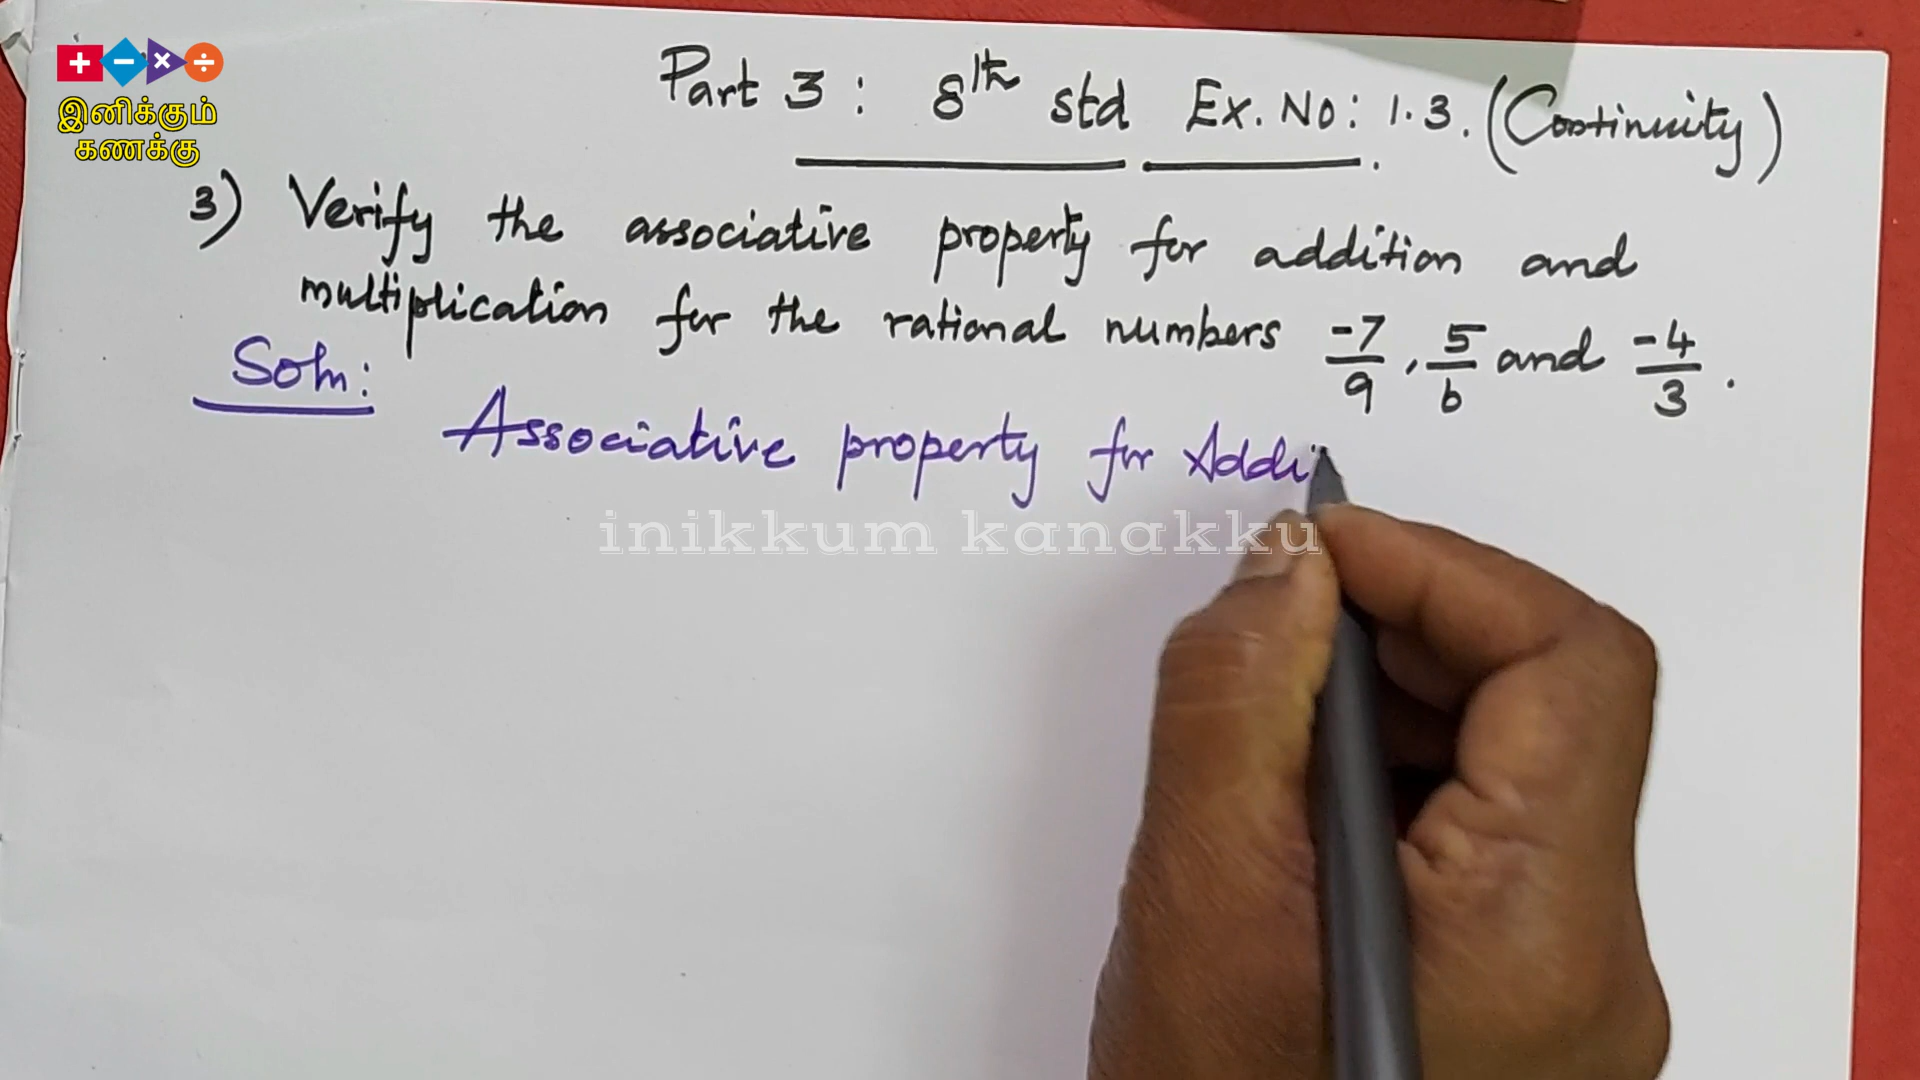 இனிக்கும்
கணக்கு
Part 3 : 8th std Ex. No: 1.3. (Continuity)
3) Verify the associative property for addition and
multiplication for the rational numbers -7/9, 5/6 and -4/3.
Soln:
Associative property for Addi
inikkum kanakku